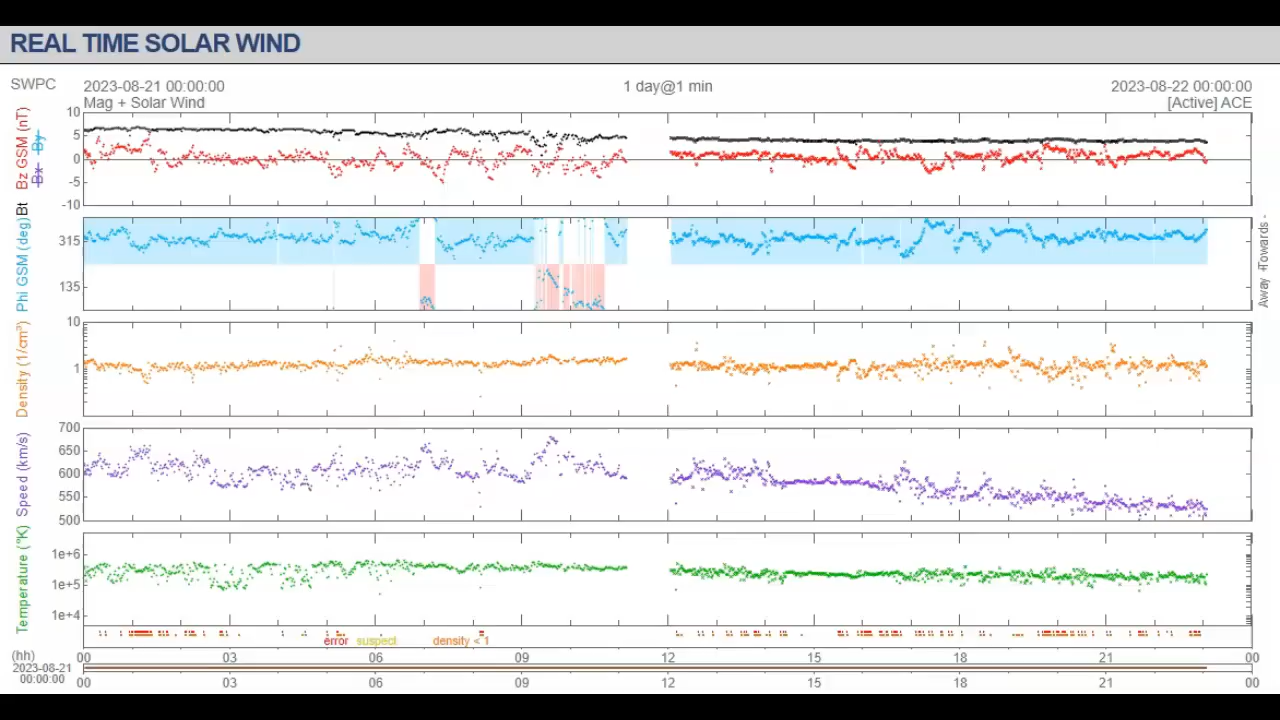 REAL TIME SOLAR WIND
SWPC 2023-08-21 00:00:00 1 day@1 min 2023-08-22 00:00:00
Mag + Solar Wind [Active] ACE
Bt Bz GSM (nT)
Bx By
10
5
0
-5
-10
Phi GSM (deg)
315
135
Away + Towards -
Density (1/cm³)
10
1
Speed (km/s)
700
650
600
550
500
Temperature (°K)
1e+6
1e+5
1e+4
error suspect density < 1
(hh) 00 03 06 09 12 15 18 21 00
2023-08-21
00:00:00
00 03 06 09 12 15 18 21 00